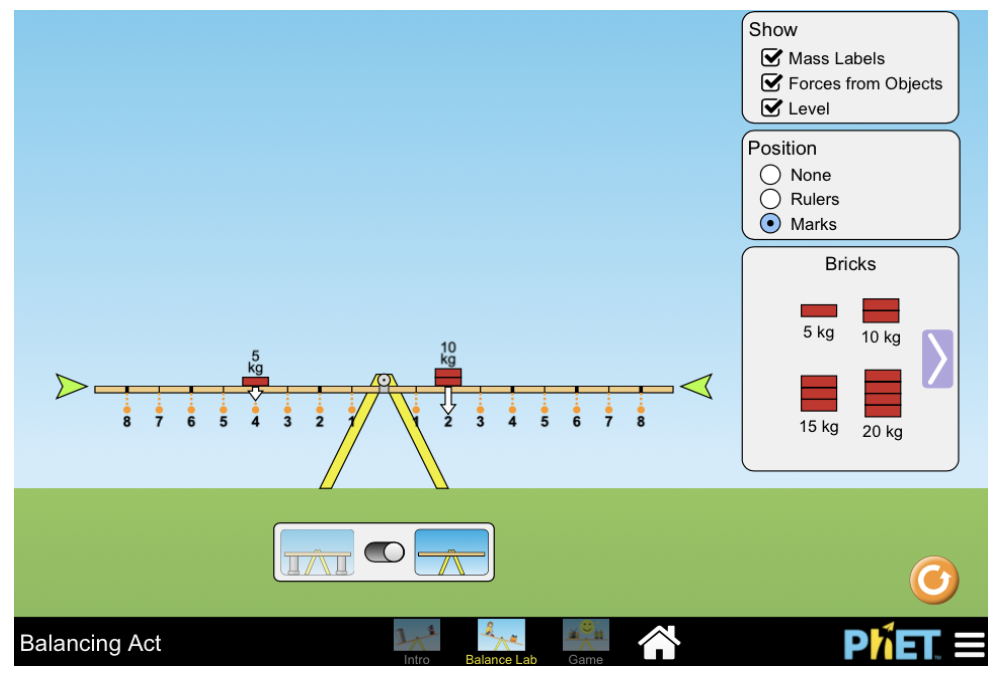 Show
Mass Labels
Forces from Objects
Level
Position
None
Rulers
Marks
Bricks
5 kg
10 kg
15 kg
20 kg
5
kg
10
kg
8 7 6 5 4 3 2 1 1 2 3 4 5 6 7 8
Balancing Act
Intro
Balance Lab
Game
PhET